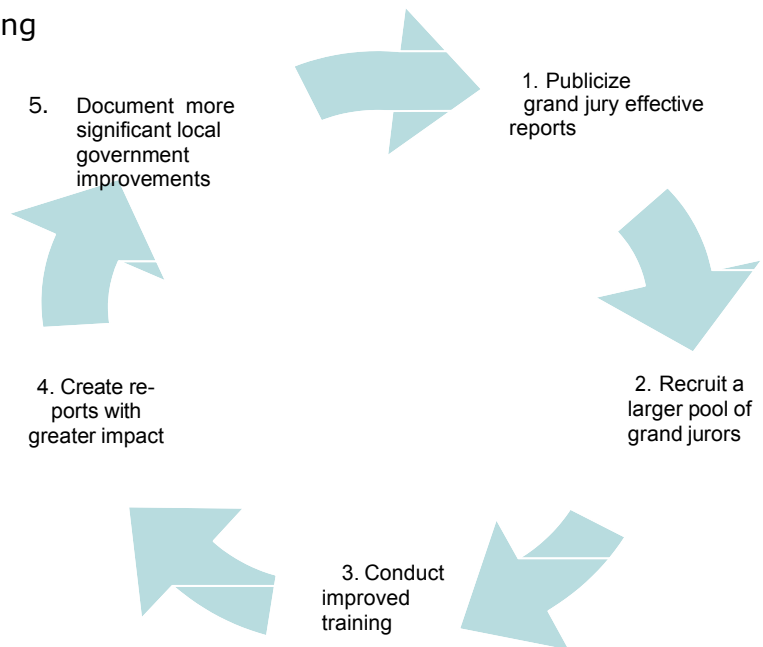 ng
1. Publicize
grand jury effective
reports
2. Recruit a
larger pool of
grand jurors
3. Conduct
improved
training
4. Create re-
ports with
greater impact
5. Document more
significant local
government
improvements